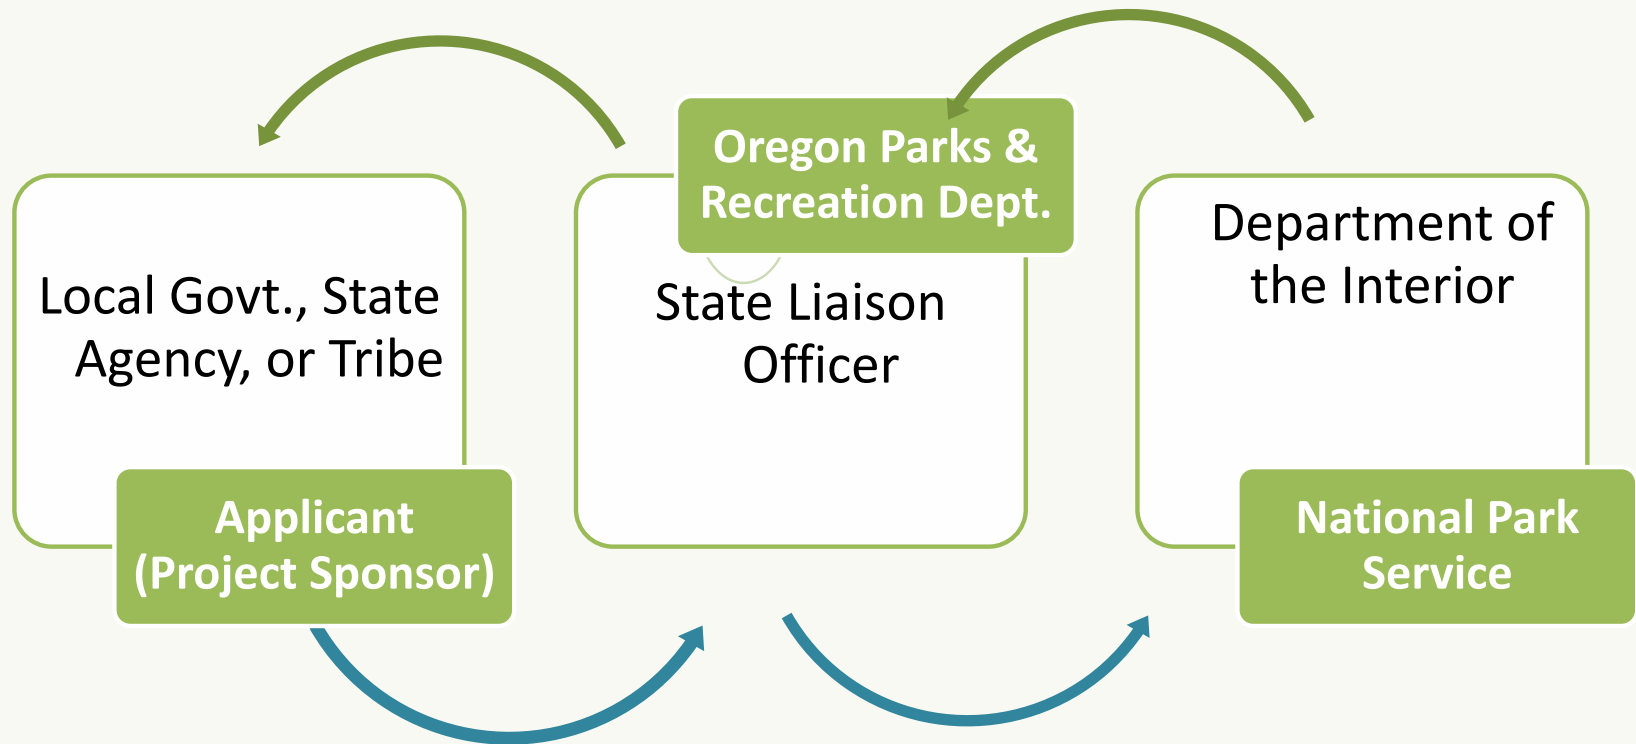 Local Govt., State
Agency, or Tribe
Applicant
(Project Sponsor)
Oregon Parks &
Recreation Dept.
State Liaison
Officer
Department of
the Interior
National Park
Service